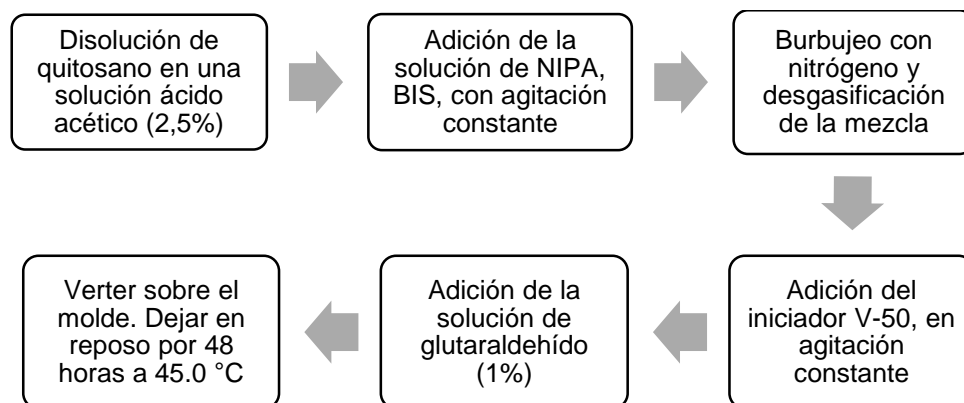 Disolución de
quitosano en una
solución ácido
acético (2,5%)
Adición de la
solución de NIPA,
BIS, con agitación
constante
Burbujeo con
nitrógeno y
desgasificación
de la mezcla
Adición del
iniciador V-50, en
agitación
constante
Adición de la
solución de
glutaraldehído
(1%)
Verter sobre el
molde. Dejar en
reposo por 48
horas a 45.0 °C